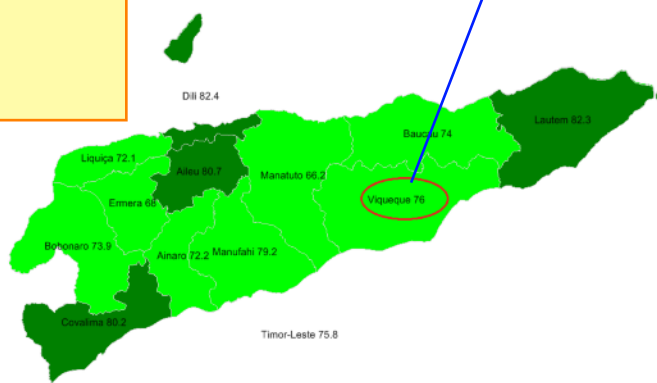 Dili 82.4
Lautem 82.3
Baucau 74
Liquiça 72.1
Aileu 80.7
Manatuto 66.2
Viqueque 76
Ermera 68
Bobonaro 73.9
Ainaro 72.2
Manufahi 79.2
Covalima 80.2
Timor-Leste 75.8